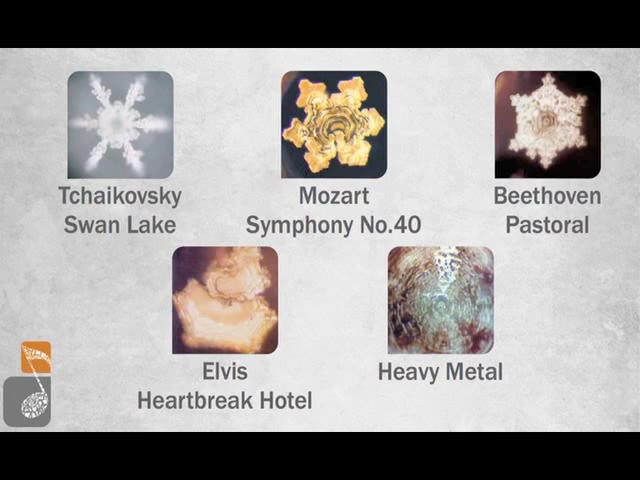 Tchaikovsky
Swan Lake
Mozart
Symphony No.40
Beethoven
Pastoral
Elvis
Heartbreak Hotel
Heavy Metal